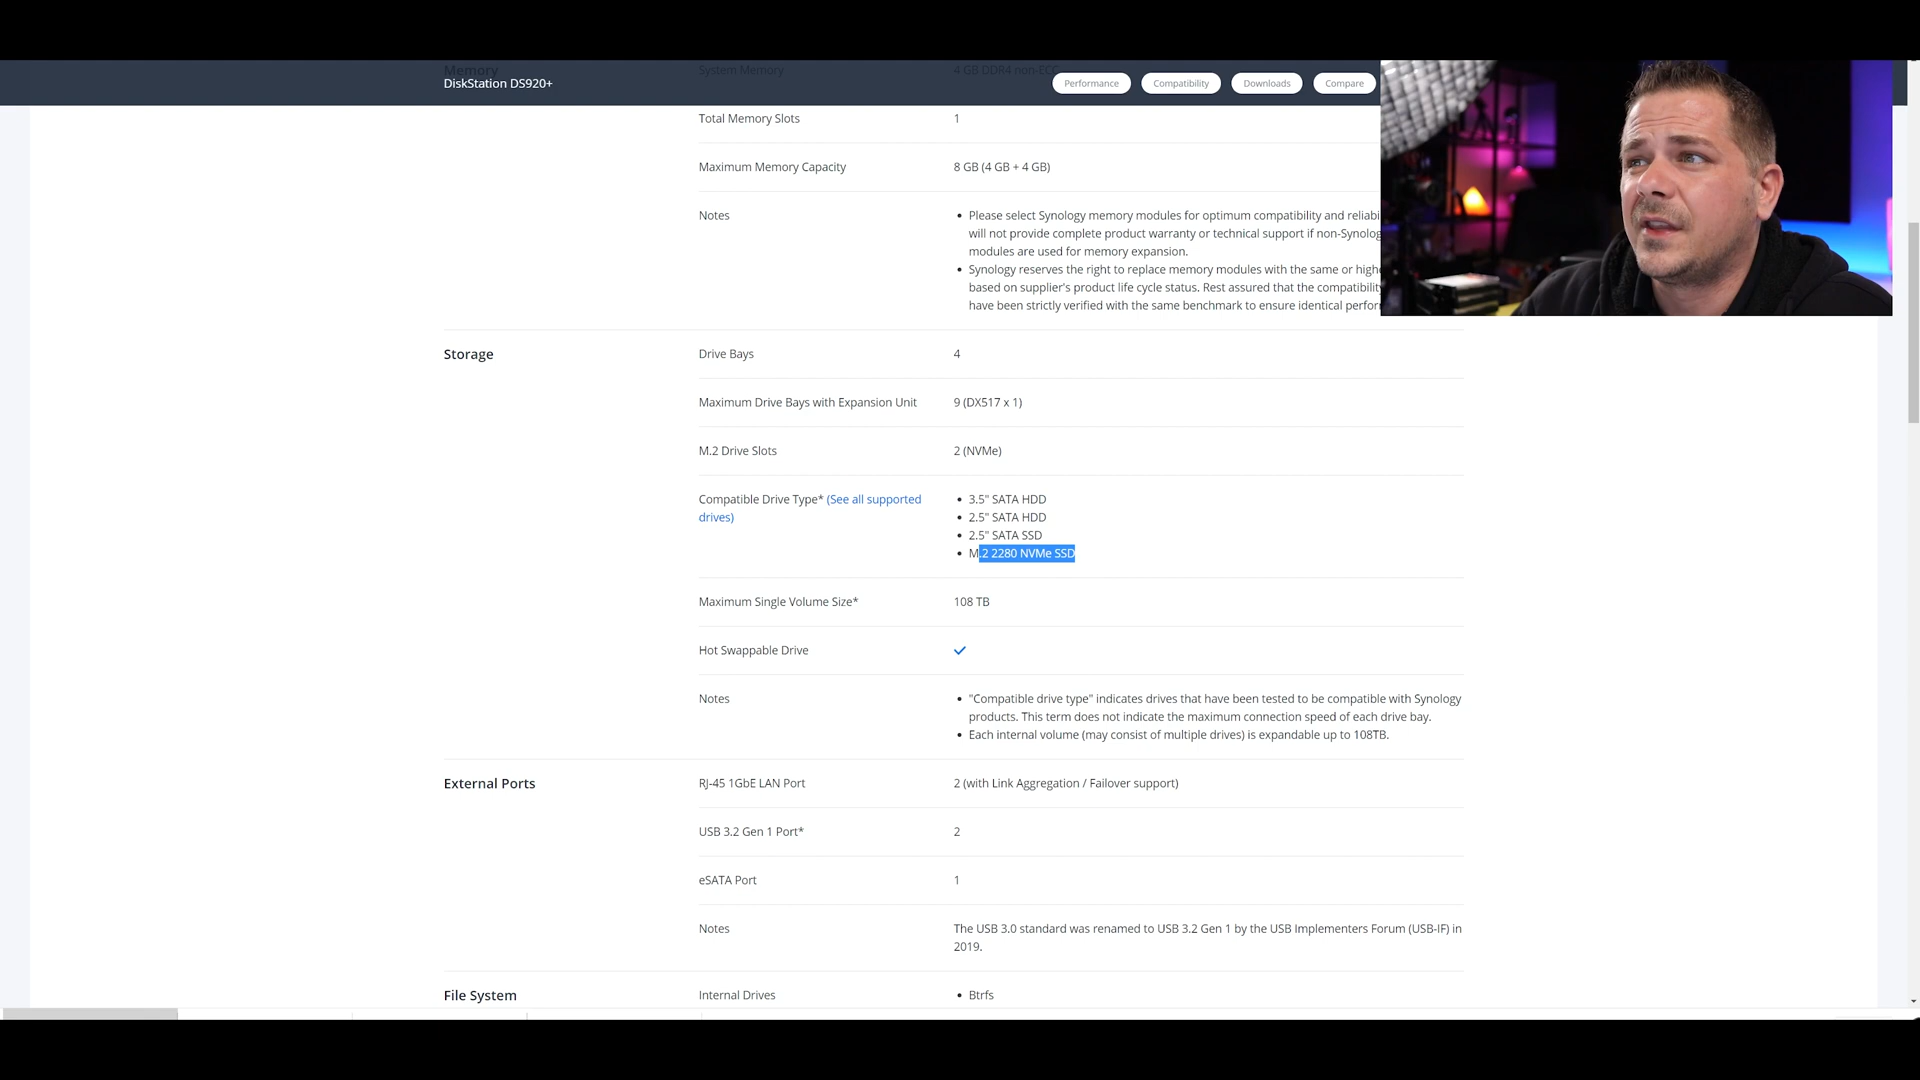 Memory System Memory 4 GB DDR4 non-ECC
DiskStation DS920+ Performance Compatibility Downloads Compare
Total Memory Slots 1
Maximum Memory Capacity 8 GB (4 GB + 4 GB)
Notes • Please select Synology memory modules for optimum compatibility and
will not provide complete product warranty or technical support if
modules are used for memory expansion.
• Synology reserves the right to replace memory modules with the same or
based on supplier's product life cycle status. Rest assured that the
have been strictly verified with the same benchmark to ensure identical
Storage Drive Bays 4
Maximum Drive Bays with Expansion Unit 9 (DX517 x 1)
M.2 Drive Slots 2 (NVMe)
Compatible Drive Type* (See all supported • 3.5" SATA HDD
drives) • 2.5" SATA HDD
• 2.5" SATA SSD
• M.2 2280 NVMe SSD
Maximum Single Volume Size* 108 TB
Hot Swappable Drive ✓
Notes • "Compatible drive type" indicates drives that have been tested to be compatible with Synology
products. This term does not indicate the maximum connection speed of each drive bay.
• Each internal volume (may consist of multiple drives) is expandable up to 108TB.
External Ports RJ-45 1GbE LAN Port 2 (with Link Aggregation / Failover support)
USB 3.2 Gen 1 Port* 2
eSATA Port 1
Notes The USB 3.0 standard was renamed to USB 3.2 Gen 1 by the USB Implementers Forum (USB-IF) in
2019.
File System Internal Drives • Btrfs